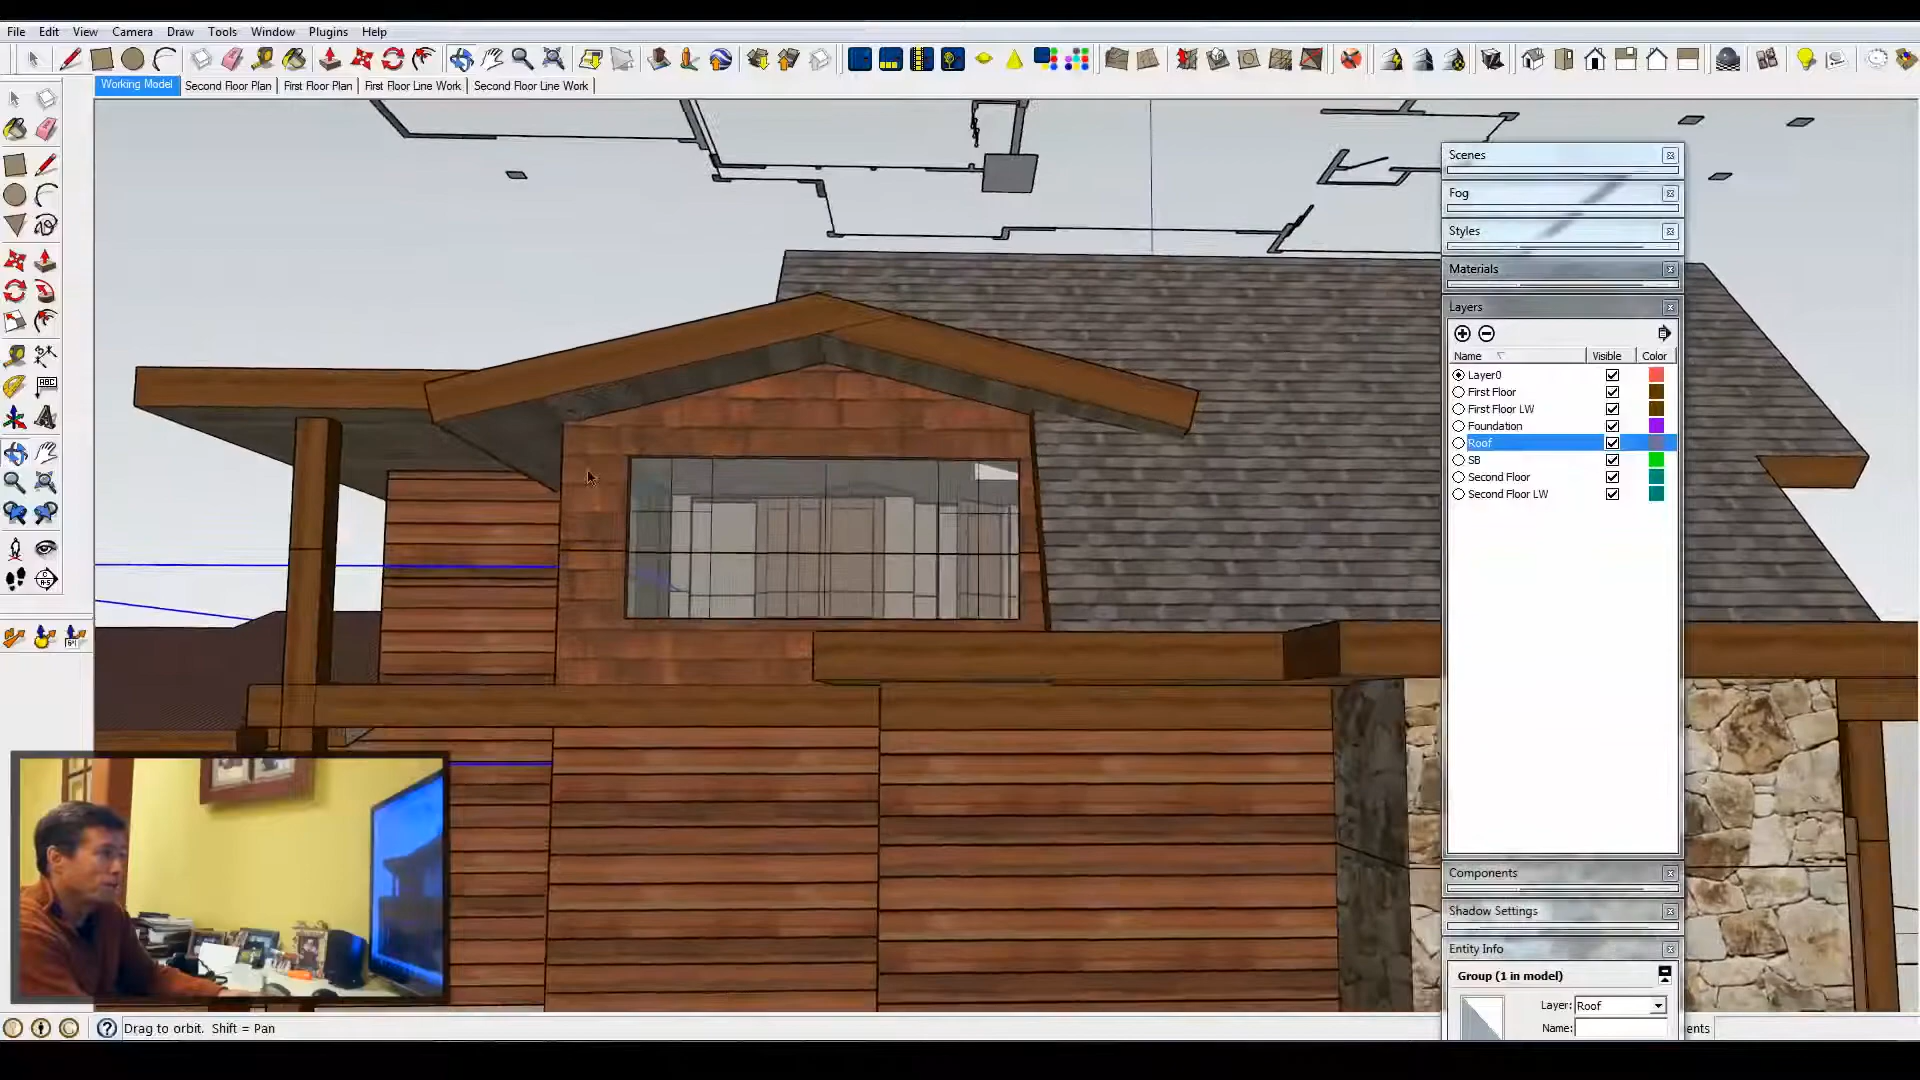 File Edit View Camera Draw Tools Window Plugins Help
Working Model Second Floor Plan First Floor Plan First Floor Line Work Second Floor Line Work
Scenes
Fog
Styles
Materials
Layers
Name Visible Color
Layer0
First Floor
First Floor LW
Foundation
Roof
SB
Second Floor
Second Floor LW
Components
Shadow Settings
Entity Info
Group (1 in model)
Layer: Roof
Name:
ABC
Drag to orbit. Shift = Pan
ents